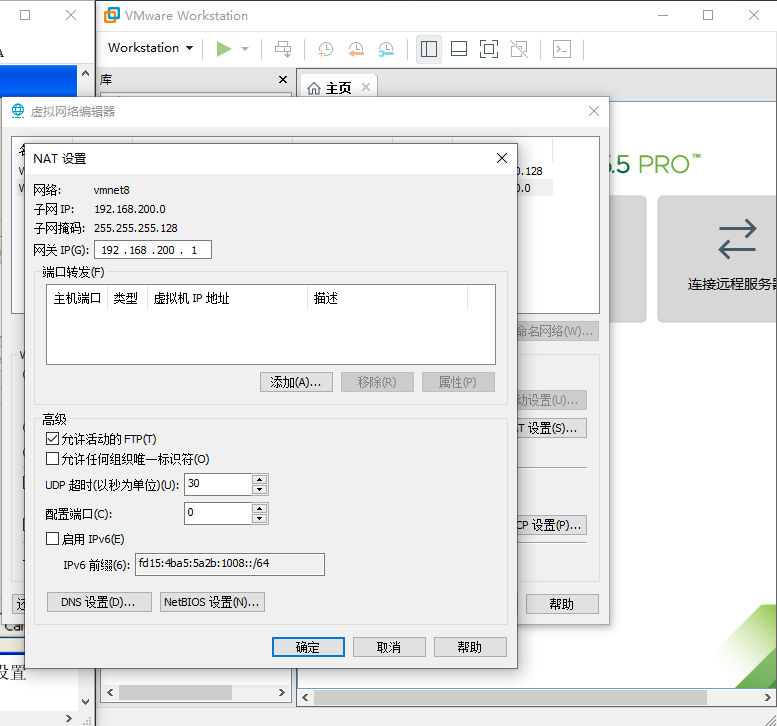 VMware Workstation
Workstation
库
主页
虚拟网络编辑器
NAT 设置
网络: vmnet8
子网 IP: 192.168.200.0
子网掩码: 255.255.255.128
网关 IP(G): 192 . 168 . 200 . 1
端口转发(F)
主机端口 类型 虚拟机 IP 地址 描述
添加(A)... 移除(R) 属性(P)
高级
允许活动的 FTP(T)
允许任何组织唯一标识符(O)
UDP 超时(以秒为单位)(U): 30
配置端口(C): 0
启用 IPv6(E)
IPv6 前缀(6): fd15:4ba5:5a2b:1008::/64
DNS 设置(D)... NetBIOS 设置(N)...
确定 取消 帮助
.128
.0
5.5 PRO™
连接远程服务器
命名网络(W)...
动设置(U)...
T 设置(S)...
CP 设置(P)...
帮助
设置